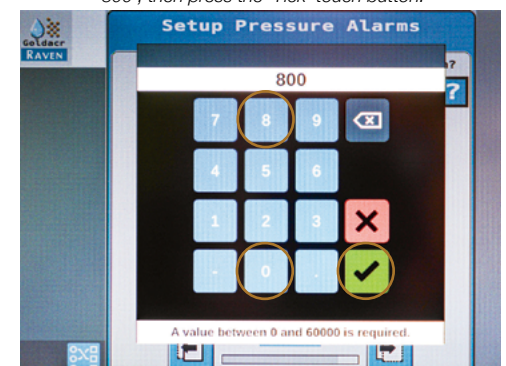 800', then press the 'Tick' touch button.
Setup Pressure Alarms
Goldacr
RAVEN
?
?
800
7 8 9
4 5 6
1 2 3
- 0 .
A value between 0 and 60000 is required.